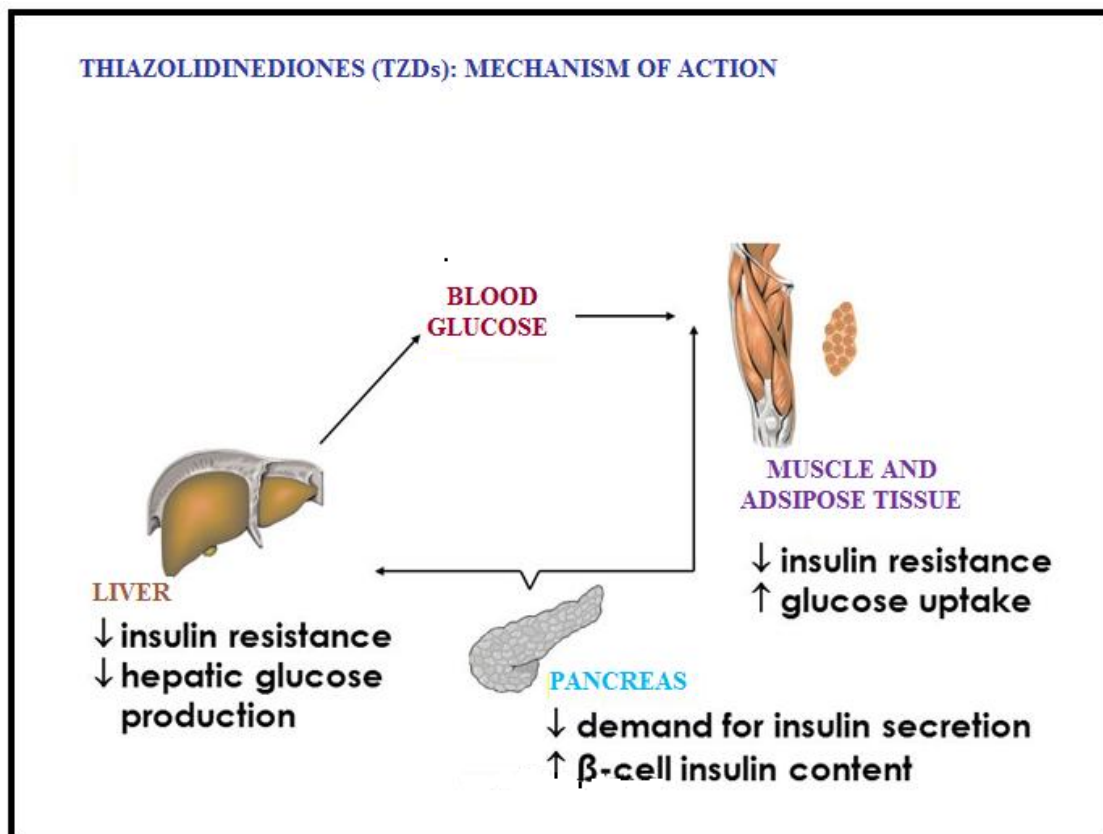 THIAZOLIDINEDIONES (TZDs): MECHANISM OF ACTION
BLOOD
GLUCOSE
MUSCLE AND
ADSIPOSE TISSUE
↓ insulin resistance
↑ glucose uptake
LIVER
↓ insulin resistance
↓ hepatic glucose
production
PANCREAS
↓ demand for insulin secretion
↑ β-cell insulin content